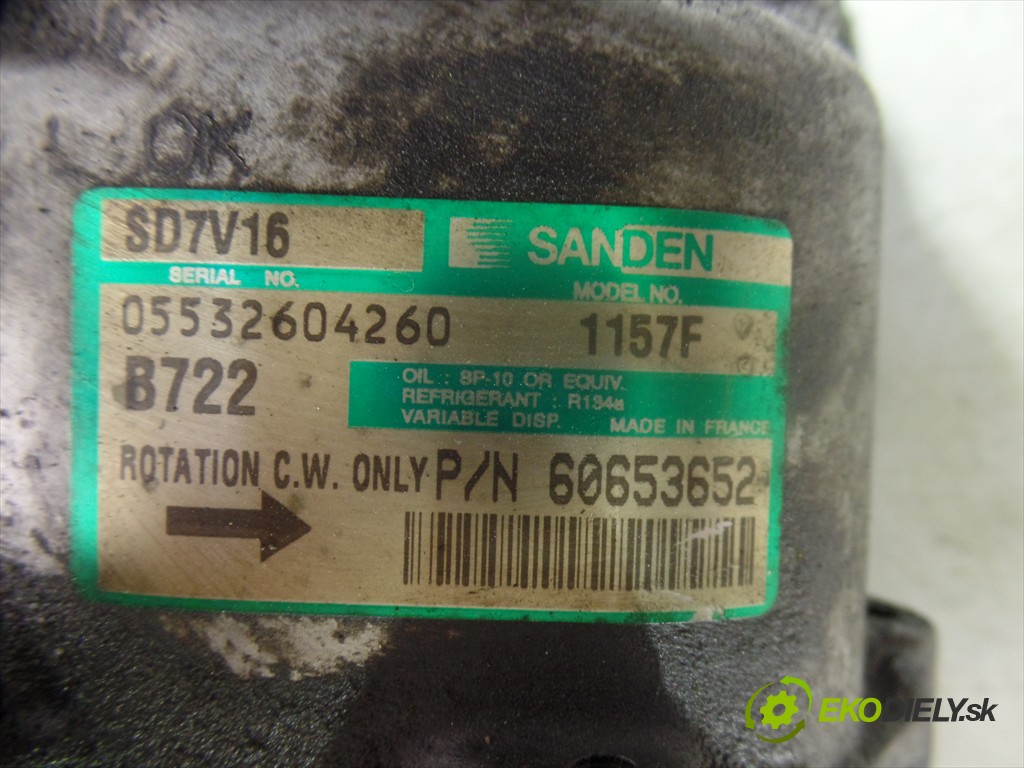 OK
SD7V16
SANDEN
SERIAL NO.
MODEL NO.
05532604260
1157F
B722
OIL : SP-10 OR EQUIV.
REFRIGERANT : R134a
VARIABLE DISP. MADE IN FRANCE
ROTATION C.W. ONLY P/N 60653652
EKODIELY.sk